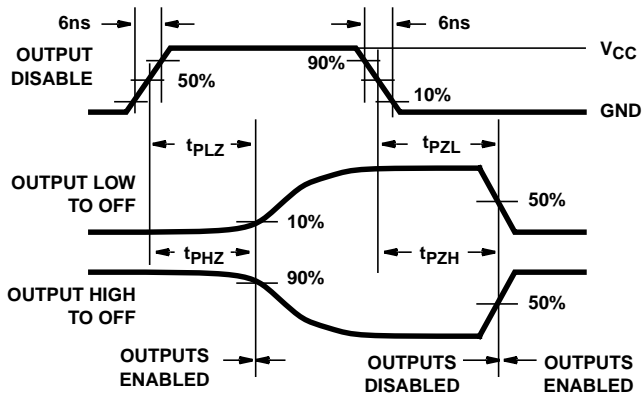 6ns
6ns
OUTPUT
DISABLE
50%
90%
10%
VCC
GND
tPLZ
tPZL
OUTPUT LOW
TO OFF
10%
50%
tPHZ
tPZH
OUTPUT HIGH
TO OFF
90%
50%
OUTPUTS
ENABLED
OUTPUTS
DISABLED
OUTPUTS
ENABLED